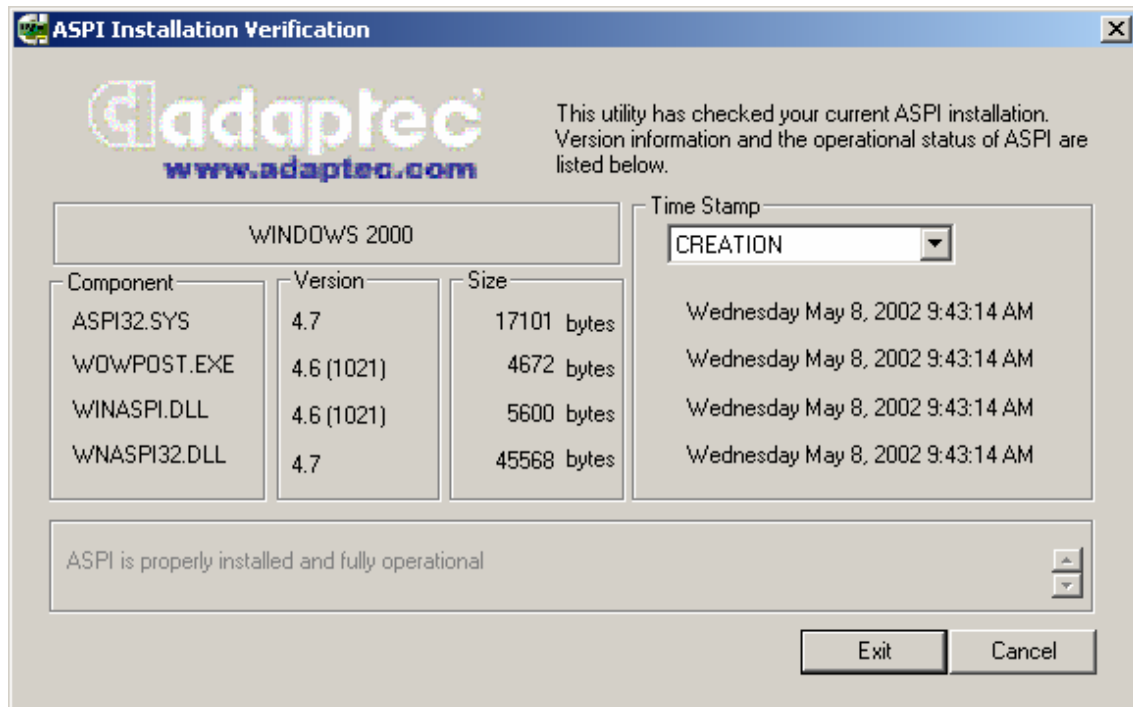 ASPI Installation Verification
adaptec
www.adaptec.com
This utility has checked your current ASPI installation.
Version information and the operational status of ASPI are
listed below.
WINDOWS 2000
Time Stamp
CREATION
Component Version Size
ASPI32.SYS 4.7 17101 bytes Wednesday May 8, 2002 9:43:14 AM
WOWPOST.EXE 4.6 (1021) 4672 bytes Wednesday May 8, 2002 9:43:14 AM
WINASPI.DLL 4.6 (1021) 5600 bytes Wednesday May 8, 2002 9:43:14 AM
WNASPI32.DLL 4.7 45568 bytes Wednesday May 8, 2002 9:43:14 AM
ASPI is properly installed and fully operational
Exit Cancel